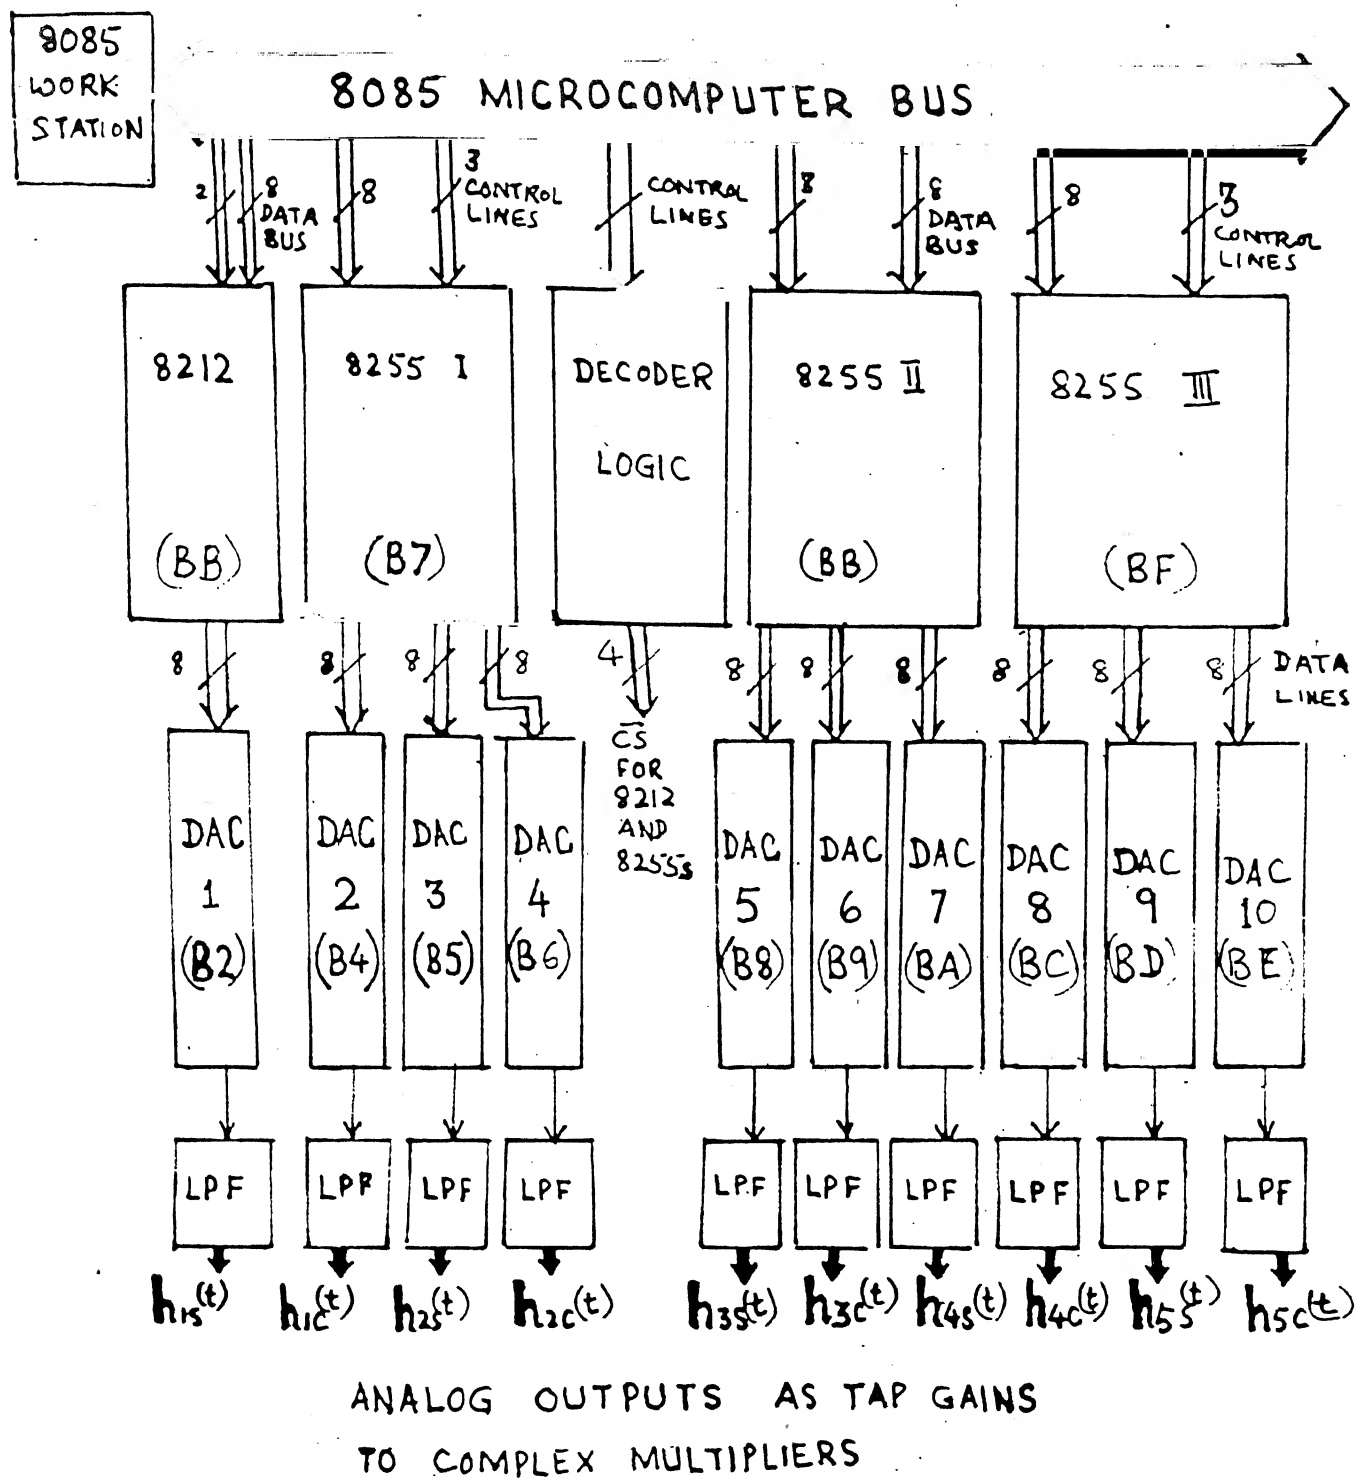 8085
WORK
STATION
8085 MICROCOMPUTER BUS
2
8
DATA
BUS
8
3
CONTROL
LINES
CONTROL
LINES
8
DATA
BUS
8
3
CONTROL
LINES
8212
(BB)
8255 I
(B7)
DECODER
LOGIC
8255 II
(BB)
8255 III
(BF)
8
8
8
8
4
8
8
8
8
8
8
DATA
LINES
CS
FOR
8212
AND
8255s
DAC
1
(B2)
DAC
2
(B4)
DAC
3
(B5)
DAC
4
(B6)
DAC
5
(B8)
DAC
6
(B9)
DAC
7
(BA)
DAC
8
(BC)
DAC
9
(BD)
DAC
10
(BE)
LPF
LPF
LPF
LPF
LPF
LPF
LPF
LPF
LPF
LPF
h1s(t)
h1c(t)
h2s(t)
h2c(t)
h3s(t)
h3c(t)
h4s(t)
h4c(t)
h5s(t)
h5c(t)
ANALOG OUTPUTS AS TAP GAINS
TO COMPLEX MULTIPLIERS